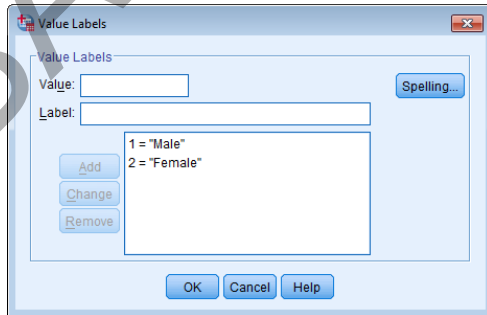 Value Labels
Value Labels
Value:
Spelling...
Label:
1 = "Male"
2 = "Female"
Add
Change
Remove
OK Cancel Help